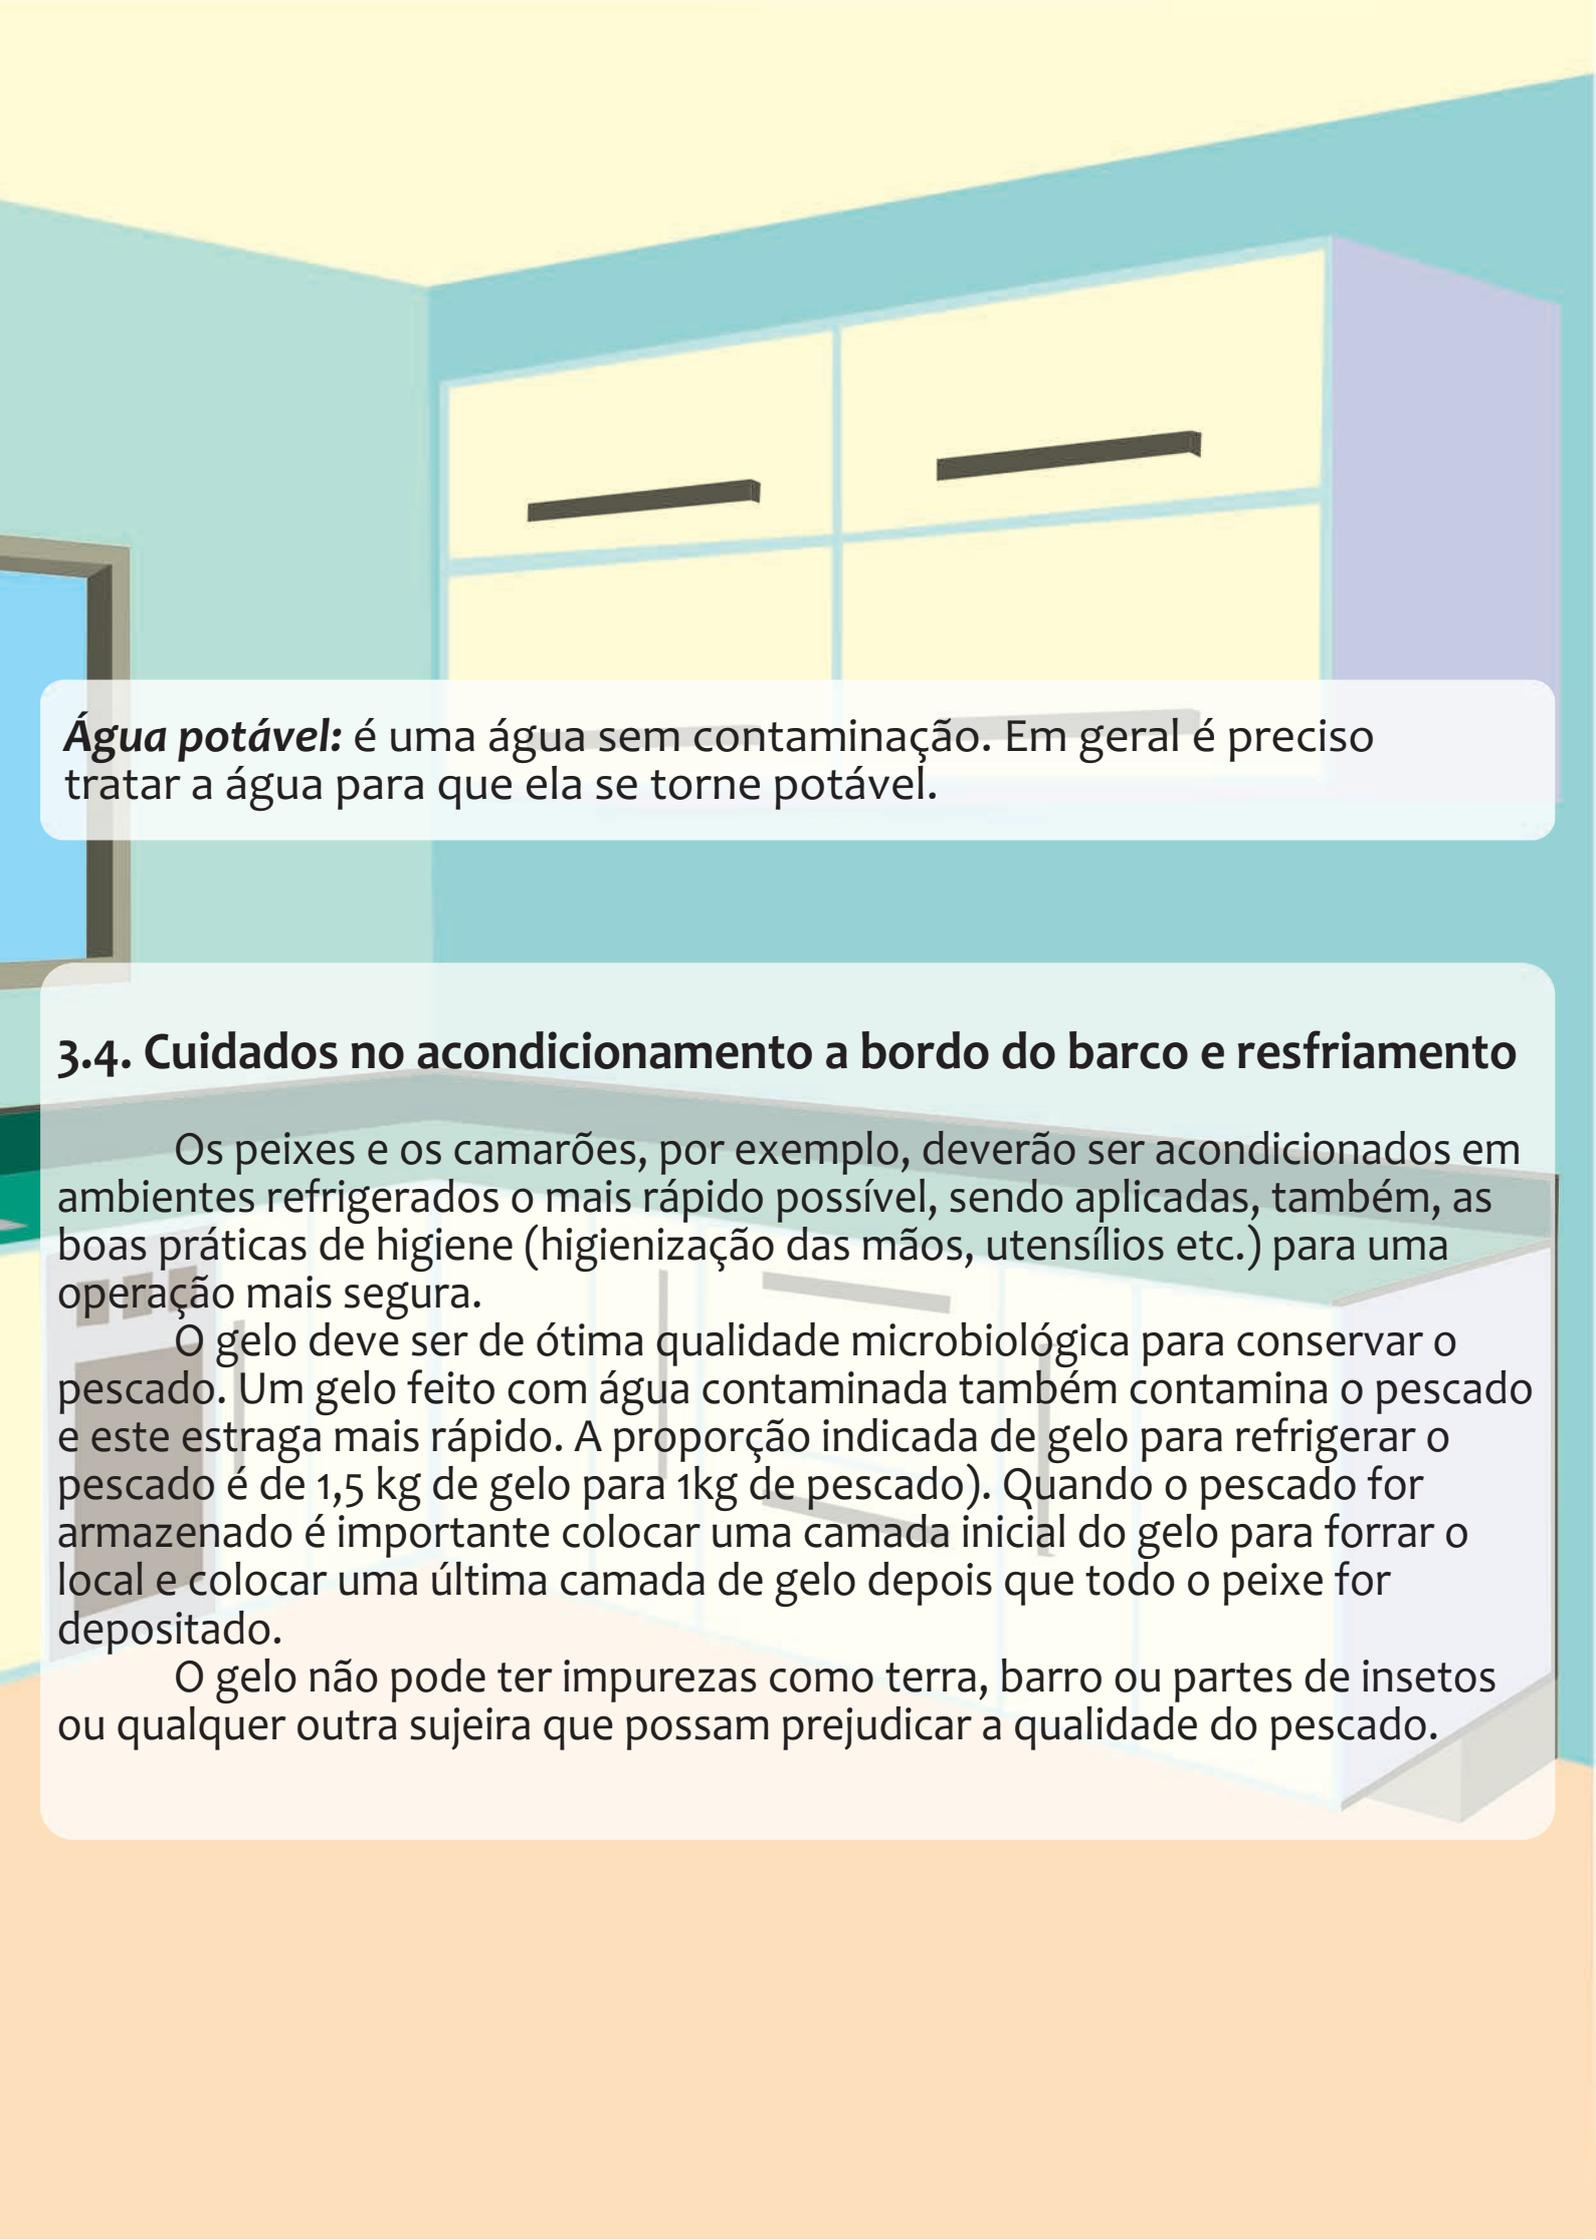 Água potável: é uma água sem contaminação. Em geral é preciso
tratar a água para que ela se torne potável.
3.4. Cuidados no acondicionamento a bordo do barco e resfriamento
Os peixes e os camarões, por exemplo, deverão ser acondicionados em
ambientes refrigerados o mais rápido possível, sendo aplicadas, também, as
boas práticas de higiene (higienização das mãos, utensílios etc.) para uma
operação mais segura.
O gelo deve ser de ótima qualidade microbiológica para conservar o
pescado. Um gelo feito com água contaminada também contamina o pescado
e este estraga mais rápido. A proporção indicada de gelo para refrigerar o
pescado é de 1,5 kg de gelo para 1kg de pescado). Quando o pescado for
armazenado é importante colocar uma camada inicial do gelo para forrar o
local e colocar uma última camada de gelo depois que todo o peixe for
depositado.
O gelo não pode ter impurezas como terra, barro ou partes de insetos
ou qualquer outra sujeira que possam prejudicar a qualidade do pescado.